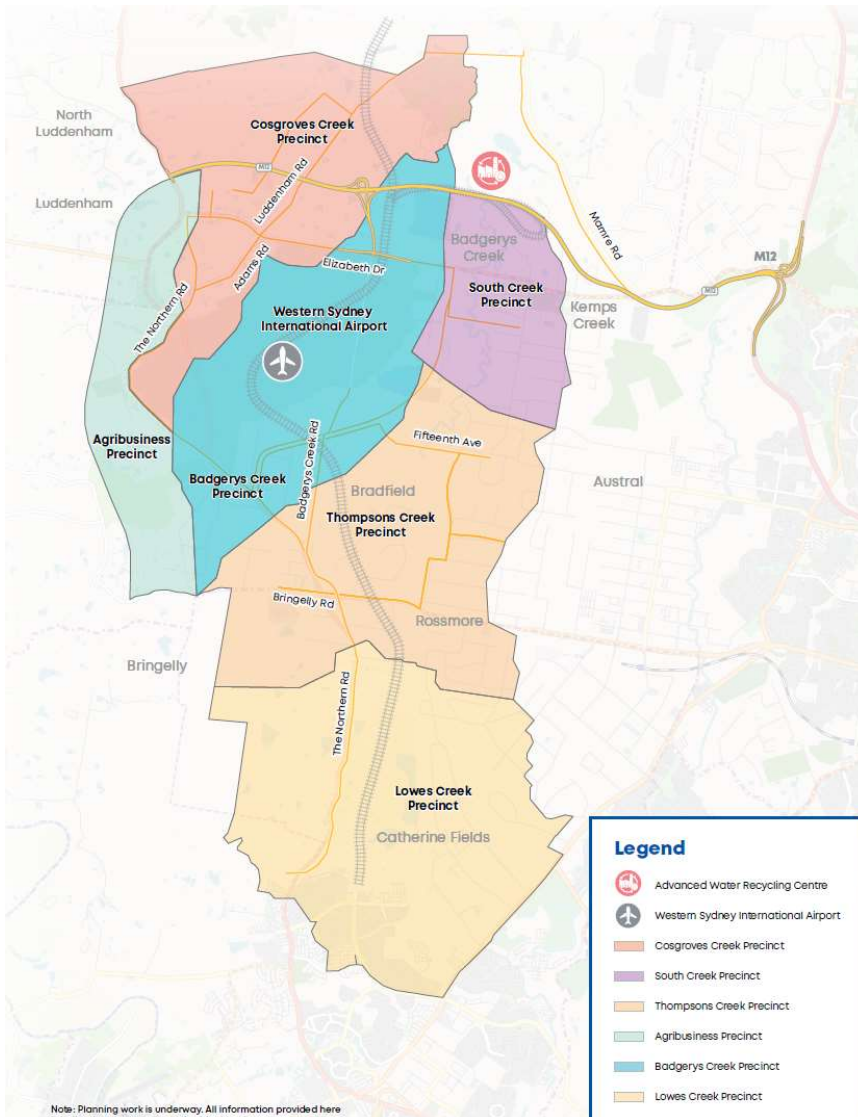 North
Luddenham
Cosgroves Creek
Precinct
M12
Luddenham Rd
Luddenham
Mamre Rd
Badgerys
Creek
Adams Rd
Elizabeth Dr
M12
The Northern Rd
South Creek
Precinct
M12
Western Sydney
International Airport
Kemps
Creek
Agribusiness
Precinct
Fifteenth Ave
Badgerys Creek Rd
Badgerys Creek
Precinct
Bradfield
Austral
Thompsons Creek
Precinct
Bringelly Rd
Rossmore
Bringelly
The Northern Rd
Lowes Creek
Precinct
Catherine Fields
Legend
Advanced Water Recycling Centre
Western Sydney International Airport
Cosgroves Creek Precinct
South Creek Precinct
Thompsons Creek Precinct
Agribusiness Precinct
Badgerys Creek Precinct
Lowes Creek Precinct
Note: Planning work is underway. All information provided here